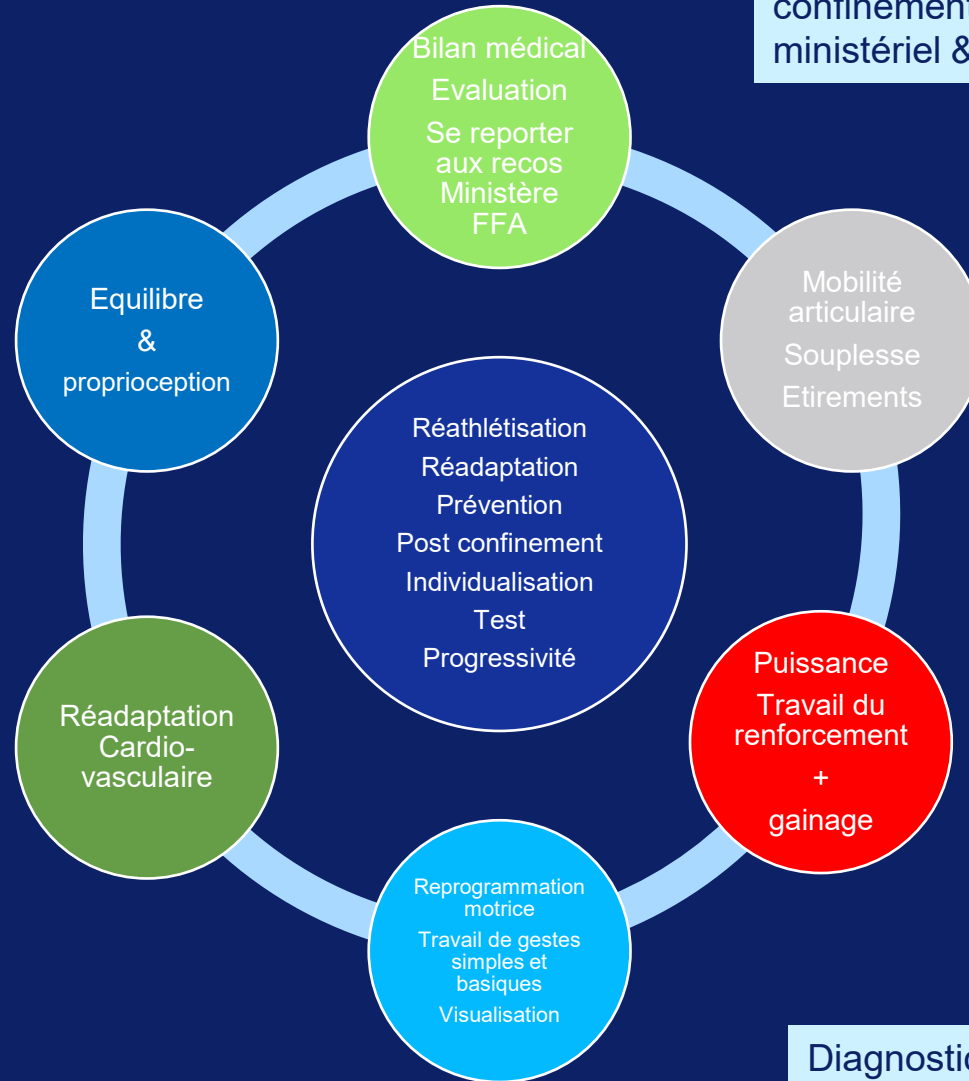 confinement
ministériel &
Bilan médical
Evaluation
Se reporter
aux recos
Ministère
FFA
Mobilité
articulaire
Souplesse
Etirements
Puissance
Travail du
renforcement
+
gainage
Reprogrammation
motrice
Travail de gestes
simples et
basiques
Visualisation
Réadaptation
Cardio-
vasculaire
Equilibre
&
proprioception
Réathlétisation
Réadaptation
Prévention
Post confinement
Individualisation
Test
Progressivité
Diagnostic